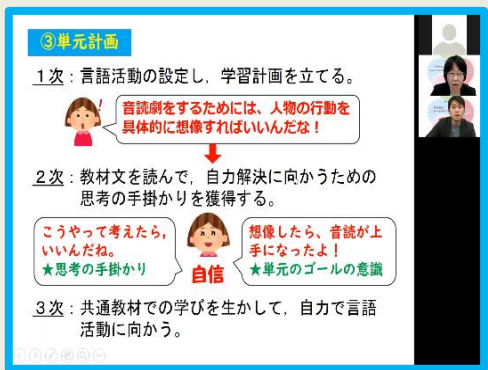 ③単元計画
1次：言語活動の設定し，学習計画を立てる。
音読劇をするためには、人物の行動を
具体的に想像すればいいんだな！
2次：教材文を読んで，自力解決に向かうための
思考の手掛かりを獲得する。
こうやって考えたら，
いいんだね。
★思考の手掛かり
自信
想像したら、音読が上
手になったよ！
★単元のゴールの意識
3次：共通教材での学びを生かして，自力で言語
活動に向かう。